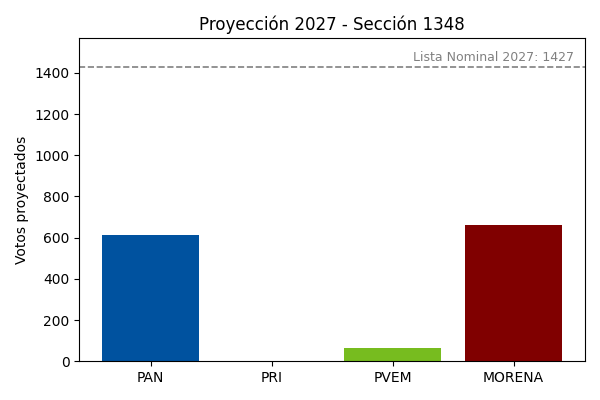 Proyección 2027 - Sección 1348
Lista Nominal 2027: 1427
Votos proyectados
1400
1200
1000
800
600
400
200
0
PAN PRI PVEM MORENA